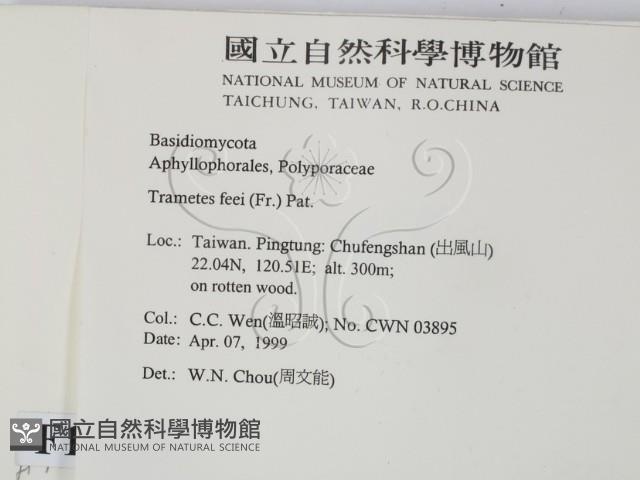 國立自然科學博物館
NATIONAL MUSEUM OF NATURAL SCIENCE
TAICHUNG, TAIWAN, R.O.CHINA
Basidiomycota
Aphyllophorales, Polyporaceae
Trametes feei (Fr.) Pat.
Loc.: Taiwan. Pingtung: Chufengshan (出風山)
22.04N, 120.51E; alt. 300m;
on rotten wood.
Col.: C.C. Wen(溫昭誠); No. CWN 03895
Date: Apr. 07, 1999
Det.: W.N. Chou(周文能)
國立自然科學博物館
NATIONAL MUSEUM OF NATURAL SCIENCE